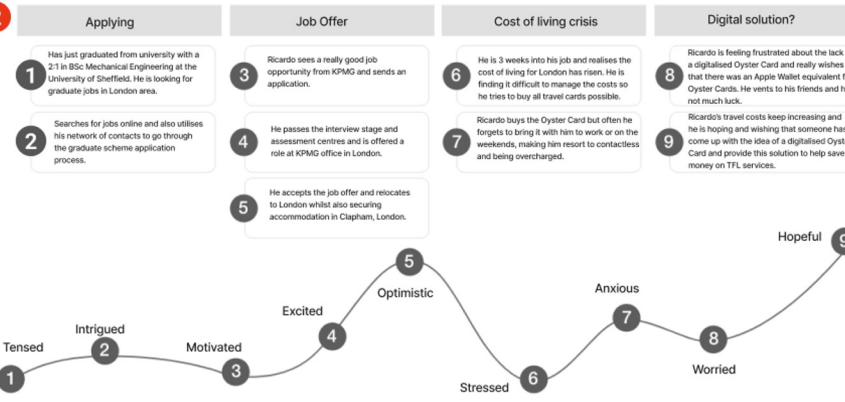 Applying
1
Has just graduated from university with a
2:1 in BSc Mechanical Engineering at the
University of Sheffield. He is looking for
graduate jobs in London area.
2
Searches for jobs online and also utilises
his network of contacts to go through
the graduate scheme application
process.
Job Offer
3
Ricardo sees a really good job
opportunity from KPMG and sends an
application.
4
He passes the interview stage and
assessment centres and is offered a
role at KPMG office in London.
5
He accepts the job offer and relocates
to London whilst also securing
accommodation in Clapham, London.
Cost of living crisis
6
He is 3 weeks into his job and realises the
cost of living for London has risen. He is
finding it difficult to manage the costs so
he tries to buy all travel cards possible.
7
Ricardo buys the Oyster Card but often he
forgets to bring it with him to work or on the
weekends, making him resort to contactless
and being overcharged.
Digital solution?
8
Ricardo is feeling frustrated about the lack
a digitalised Oyster Card and really wishes
that there was an Apple Wallet equivalent f
Oyster Cards. He vents to his friends and h
not much luck.
9
Ricardo's travel costs keep increasing and
he is hoping and wishing that someone has
come up with the idea of a digitalised Oyst
Card and provide this solution to help save
money on TFL services.
Tensed
1
Intrigued
2
Motivated
3
Excited
4
5
Optimistic
Stressed
6
Anxious
7
8
Worried
Hopeful
9